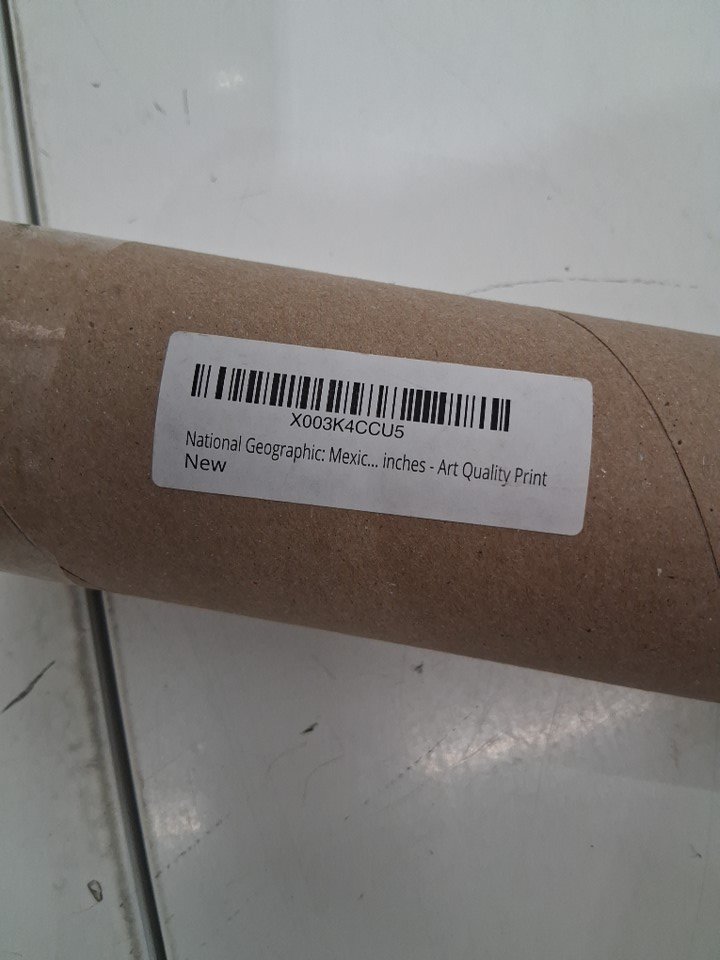 X003K4CCU5
National Geographic: Mexic... inches - Art Quality Print
New